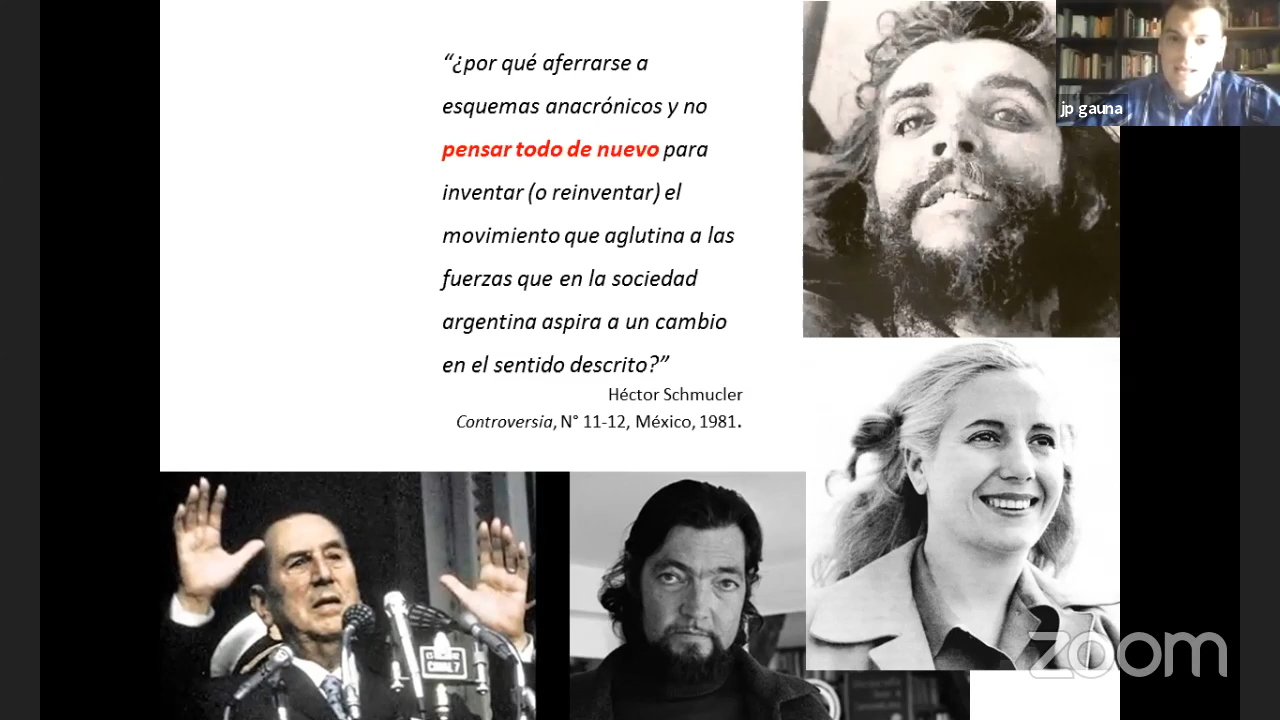 “¿por qué aferrarse a
esquemas anacrónicos y no
pensar todo de nuevo para
inventar (o reinventar) el
movimiento que aglutina a las
fuerzas que en la sociedad
argentina aspira a un cambio
en el sentido descrito?”
Héctor Schmucler
Controversia, N° 11-12, México, 1981.
jp gauna
CANAL 7
zoom